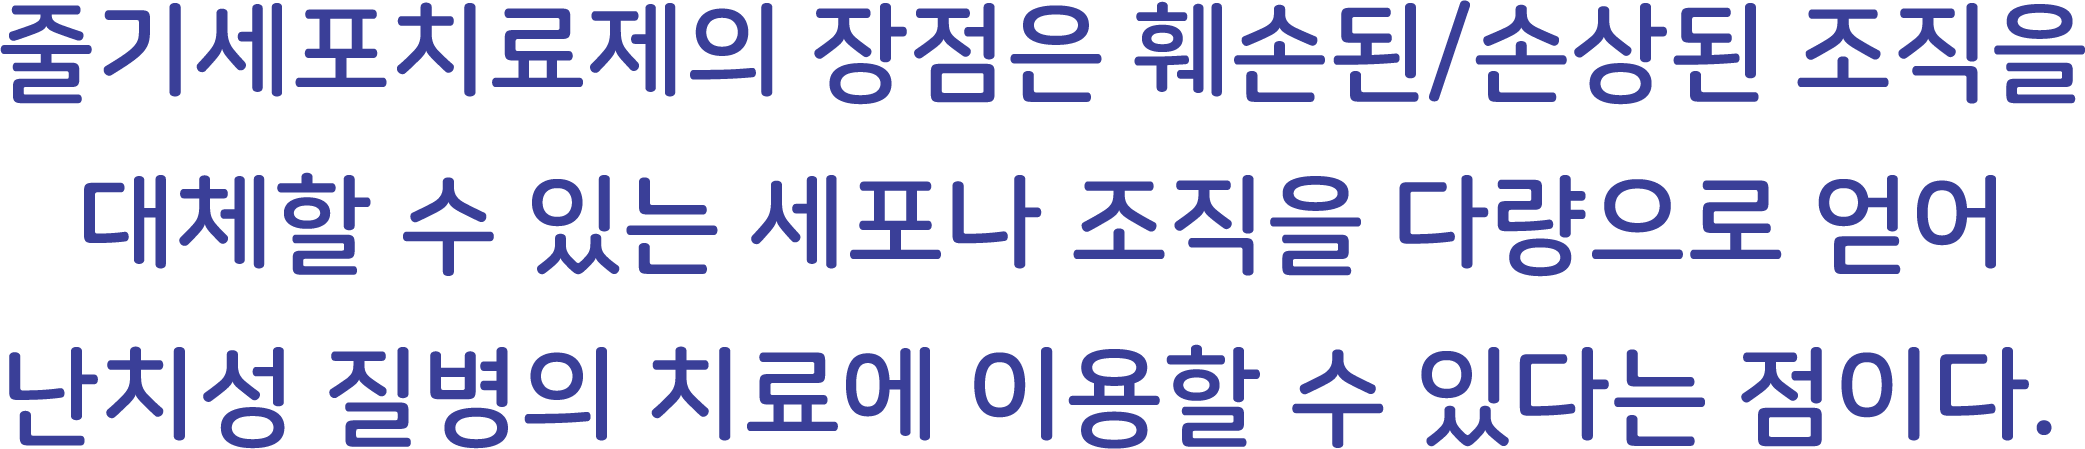 줄기세포치료제의 장점은 훼손된/손상된 조직을
대체할 수 있는 세포나 조직을 다량으로 얻어
난치성 질병의 치료에 이용할 수 있다는 점이다.